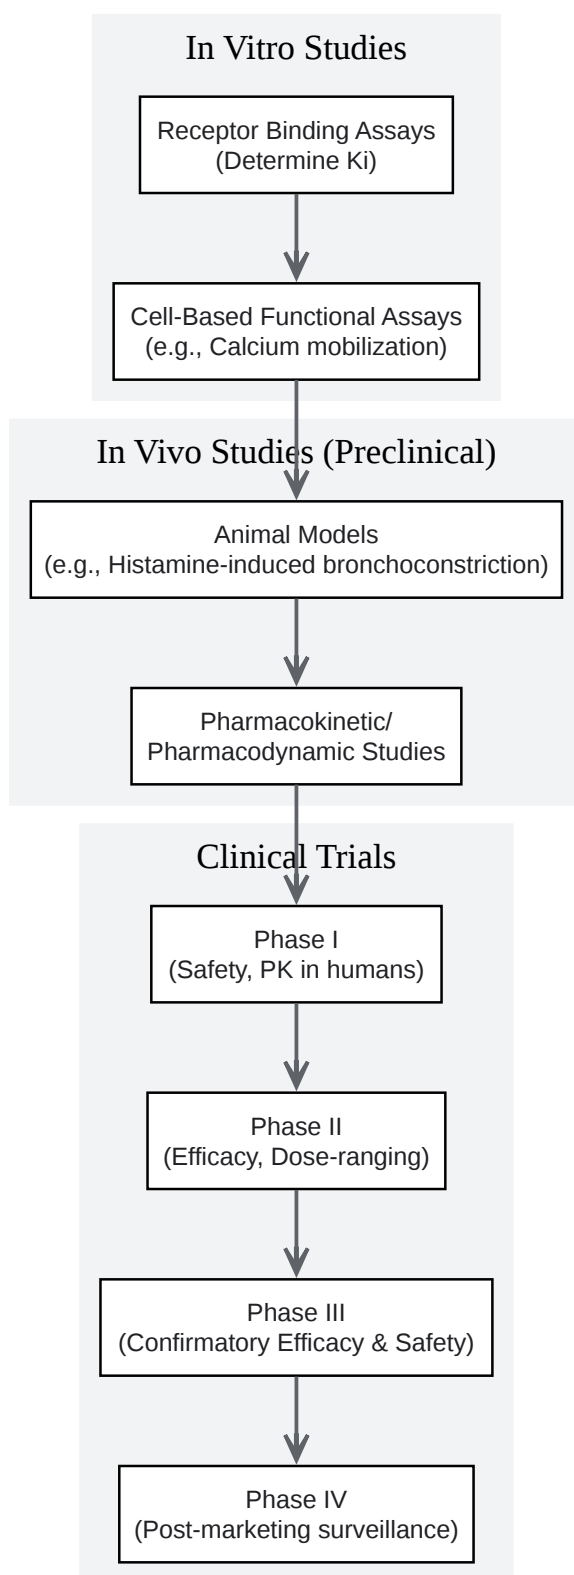 In Vitro Studies
Receptor Binding Assays
(Determine Ki)
Cell-Based Functional Assays
(e.g., Calcium mobilization)
In Vivo Studies (Preclinical)
Animal Models
(e.g., Histamine-induced bronchoconstriction)
Pharmacokinetic/
Pharmacodynamic Studies
Clinical Trials
Phase I
(Safety, PK in humans)
Phase II
(Efficacy, Dose-ranging)
Phase III
(Confirmatory Efficacy & Safety)
Phase IV
(Post-marketing surveillance)